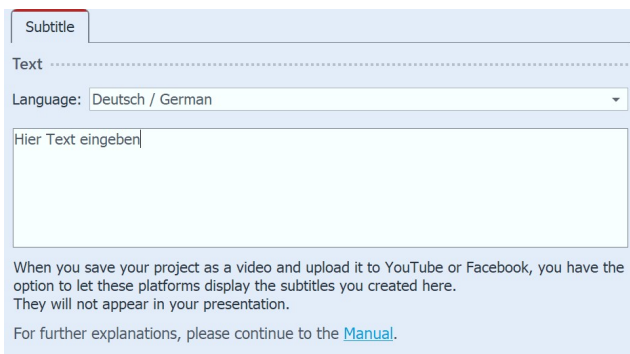 Subtitle
Text
Language: Deutsch / German
Hier Text eingeben
When you save your project as a video and upload it to YouTube or Facebook, you have the
option to let these platforms display the subtitles you created here.
They will not appear in your presentation.
For further explanations, please continue to the Manual.